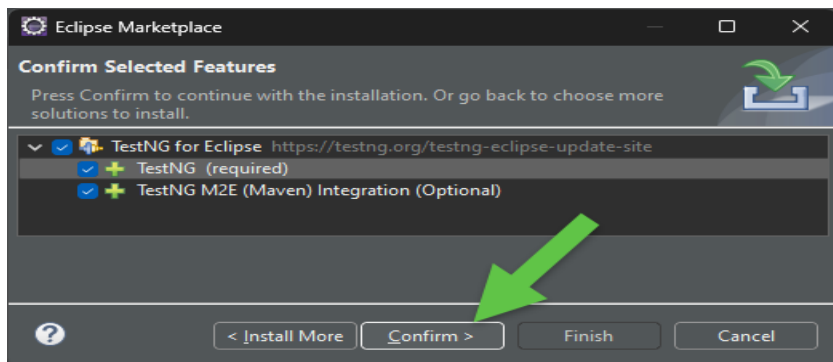 Eclipse Marketplace
Confirm Selected Features
Press Confirm to continue with the installation. Or go back to choose more
solutions to install.
TestNG for Eclipse https://testng.org/testng-eclipse-update-site
TestNG (required)
TestNG M2E (Maven) Integration (Optional)
?
< Install More Confirm > Finish Cancel